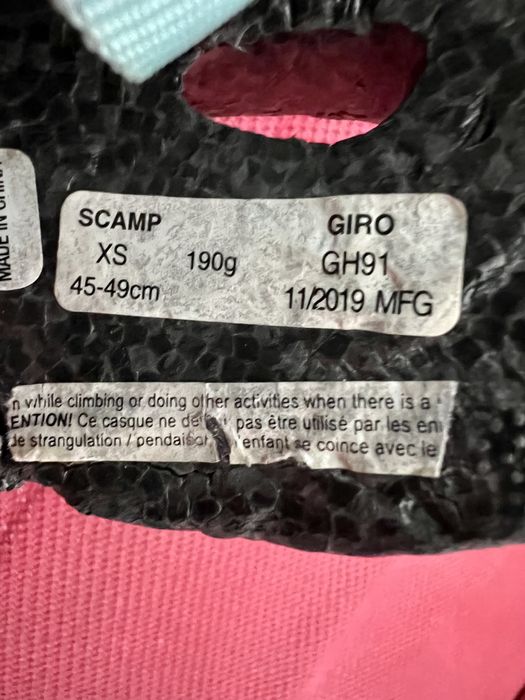 MADE IN
SCAMP
XS
45-49cm
190g
GIRO
GH91
11/2019 MFG
while climbing or doing other activities when there is a
ENTION! Ce casque ne pas être utilisé par les
de strangulation / pendaison l'enfant se coince avec le